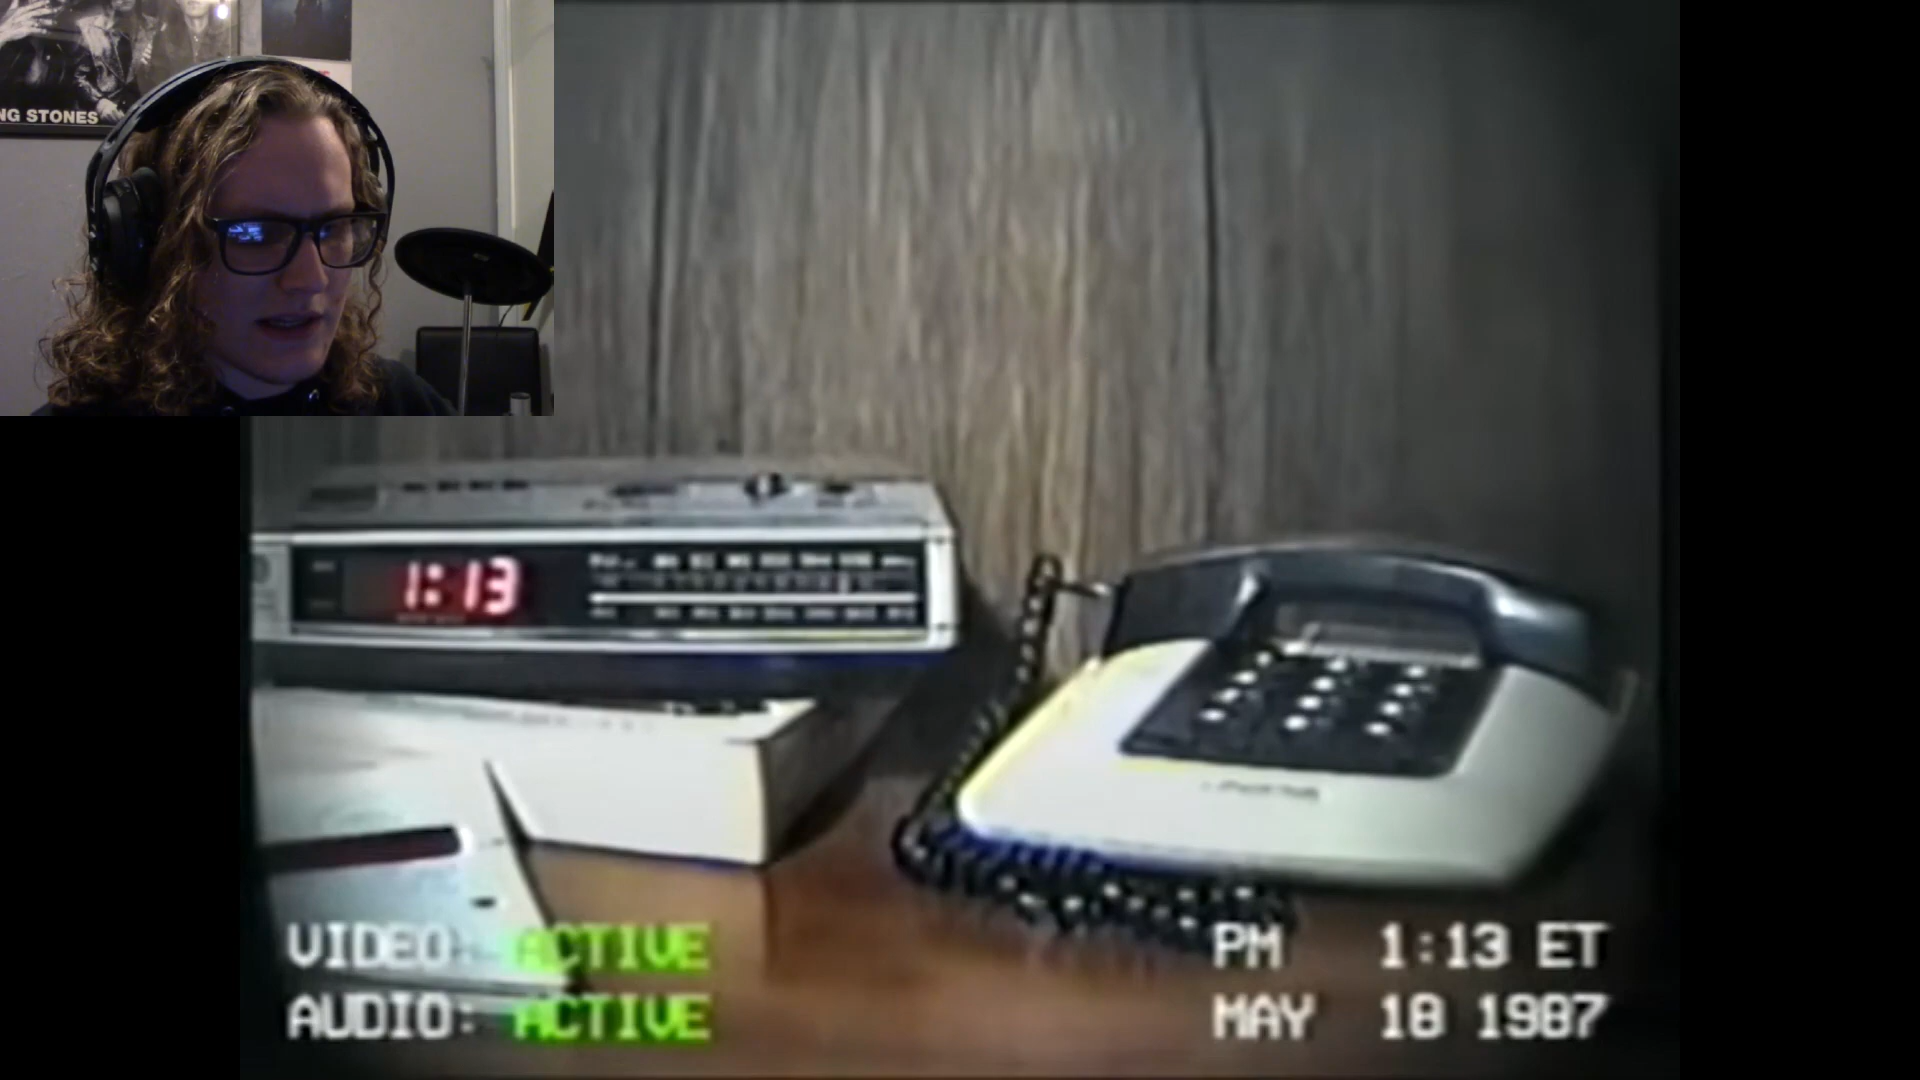 NG STONES
1:13
VIDEO: ACTIVE
AUDIO: ACTIVE
PM 1:13 ET
MAY 18 1987